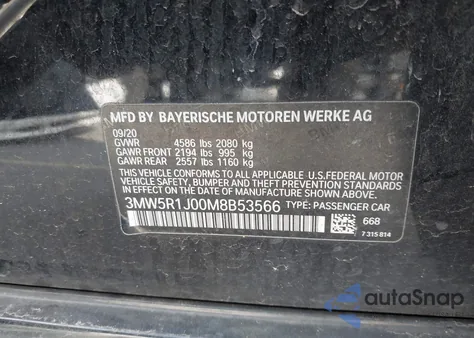 MFD BY BAYERISCHE MOTOREN WERKE AG
09/20
GVWR 4586 lbs 2080 kg
GAWR FRONT 2194 lbs 995 kg
GAWR REAR 2557 lbs 1160 kg
THIS VEHICLE CONFORMS TO ALL APPLICABLE U.S.FEDERAL MOTOR
VEHICLE SAFETY, BUMPER, AND THEFT PREVENTION STANDARDS IN
EFFECT ON THE DATE OF MANUFACTURE SHOWN ABOVE.
3MW5R1J00M8B53566 TYPE: PASSENGER CAR
668
7 315 814
autoSnap